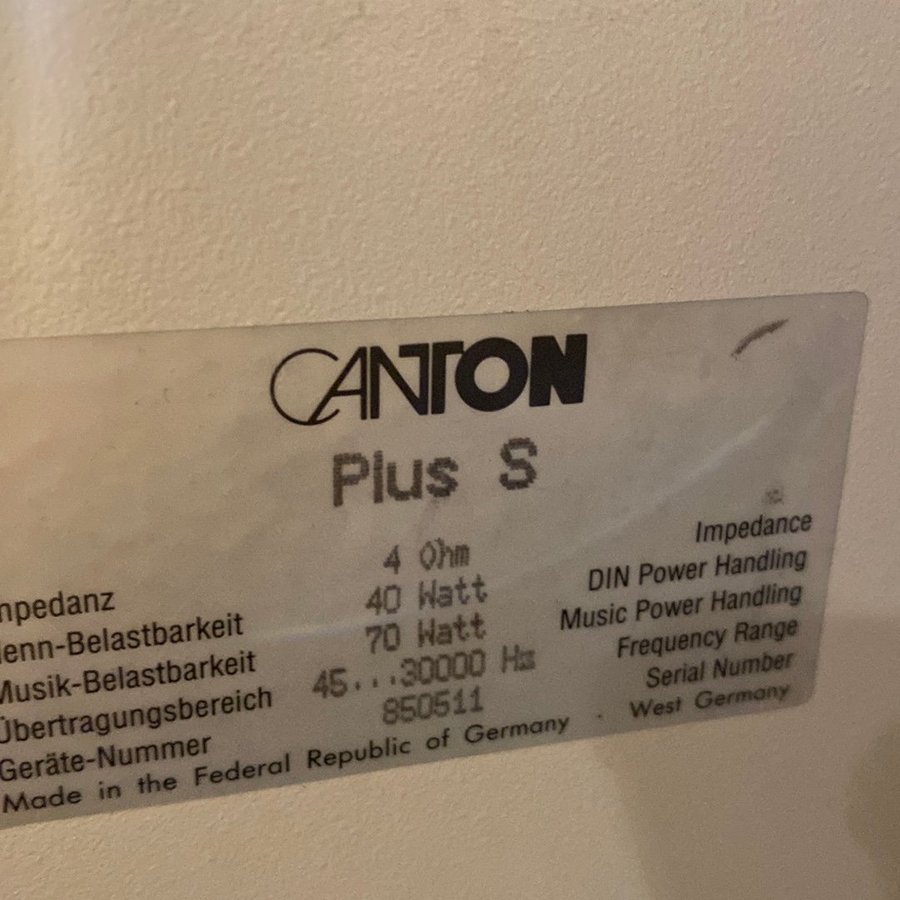 CANTON
Plus S
mpedanz 4 Ohm Impedance
enn-Belastbarkeit 40 Watt DIN Power Handling
Musik-Belastbarkeit 70 Watt Music Power Handling
Übertragungsbereich 45...30000 Hz Frequency Range
Geräte-Nummer 850511 Serial Number
Made in the Federal Republic of Germany · West Germany